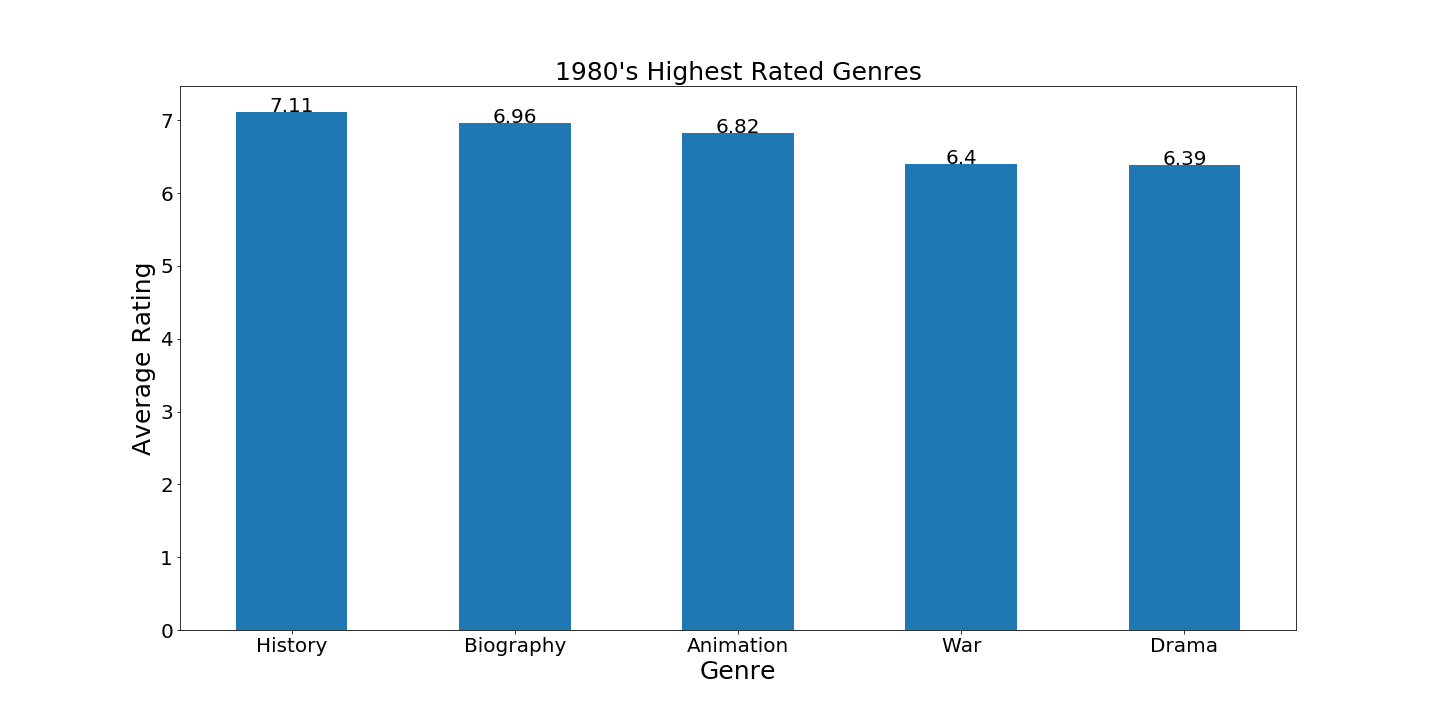 1980's Highest Rated Genres
7.11
6.96
6.82
6.4
6.39
7
6
5
4
3
2
1
0
Average Rating
History
Biography
Animation
War
Drama
Genre